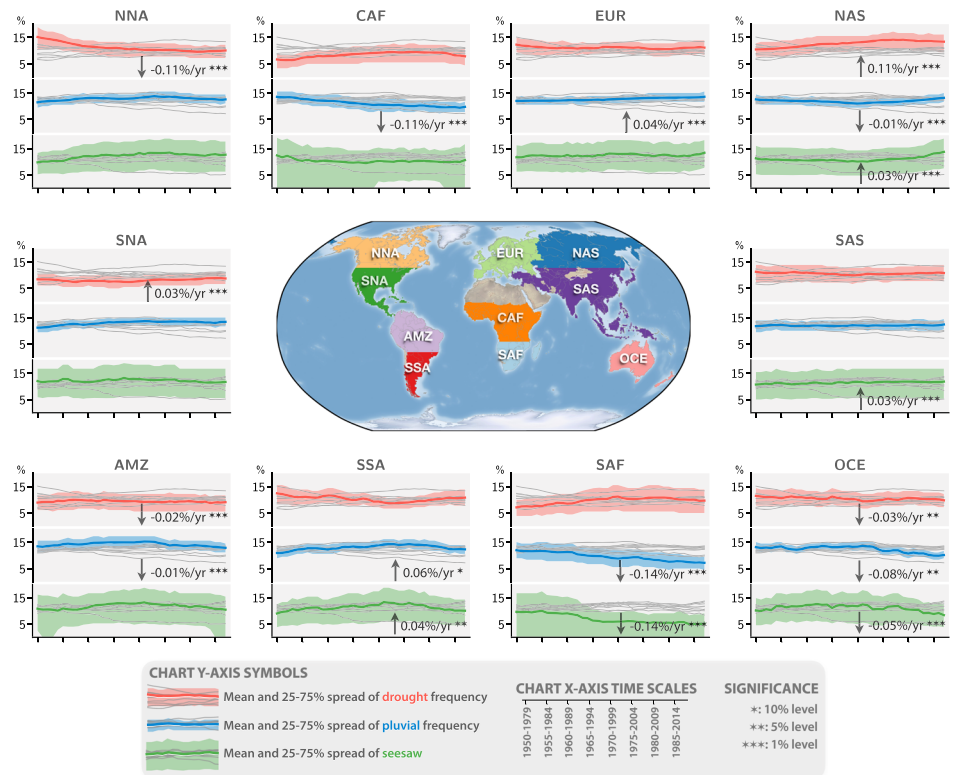 NNA
CAF
EUR
NAS
%
%
%
%
15
5
-0.11%/yr ***
15
5
15
5
15
5
0.11%/yr ***
15
5
15
5
-0.11%/yr ***
15
5
0.04%/yr ***
15
5
-0.01%/yr ***
15
5
15
5
15
5
15
5
0.03%/yr ***
SNA
SAS
%
%
15
5
0.03%/yr ***
15
5
15
5
15
5
15
5
15
5
0.03%/yr ***
NNA
EUR
NAS
SNA
SAS
CAF
AMZ
SAF
SSA
OCE
AMZ
SSA
SAF
OCE
%
%
%
%
15
5
-0.02%/yr ***
15
5
15
5
15
5
-0.03%/yr **
15
5
-0.01%/yr ***
15
5
0.06%/yr *
15
5
-0.14%/yr ***
15
5
-0.08%/yr **
15
5
15
5
0.04%/yr **
15
5
-0.14%/yr ***
15
5
-0.05%/yr ***
CHART Y-AXIS SYMBOLS
Mean and 25-75% spread of drought frequency
Mean and 25-75% spread of pluvial frequency
Mean and 25-75% spread of seesaw
CHART X-AXIS TIME SCALES
1950-1979
1955-1984
1960-1989
1965-1994
1970-1999
1975-2004
1980-2009
1985-2014
SIGNIFICANCE
*: 10% level
**: 5% level
***: 1% level